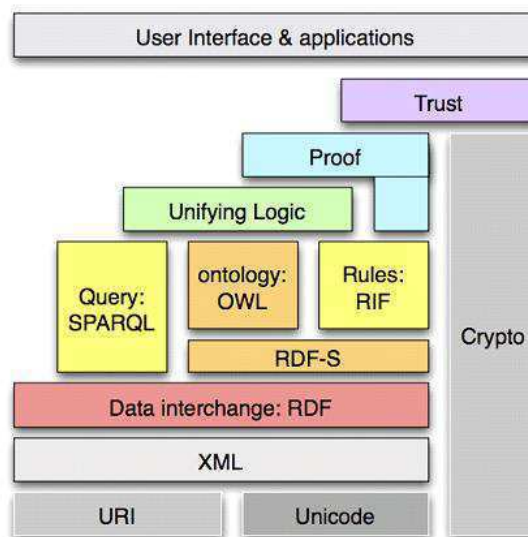 User Interface & applications
Trust
Proof
Unifying Logic
Query:
SPARQL
ontology:
OWL
Rules:
RIF
Crypto
RDF-S
Data interchange: RDF
XML
URI
Unicode